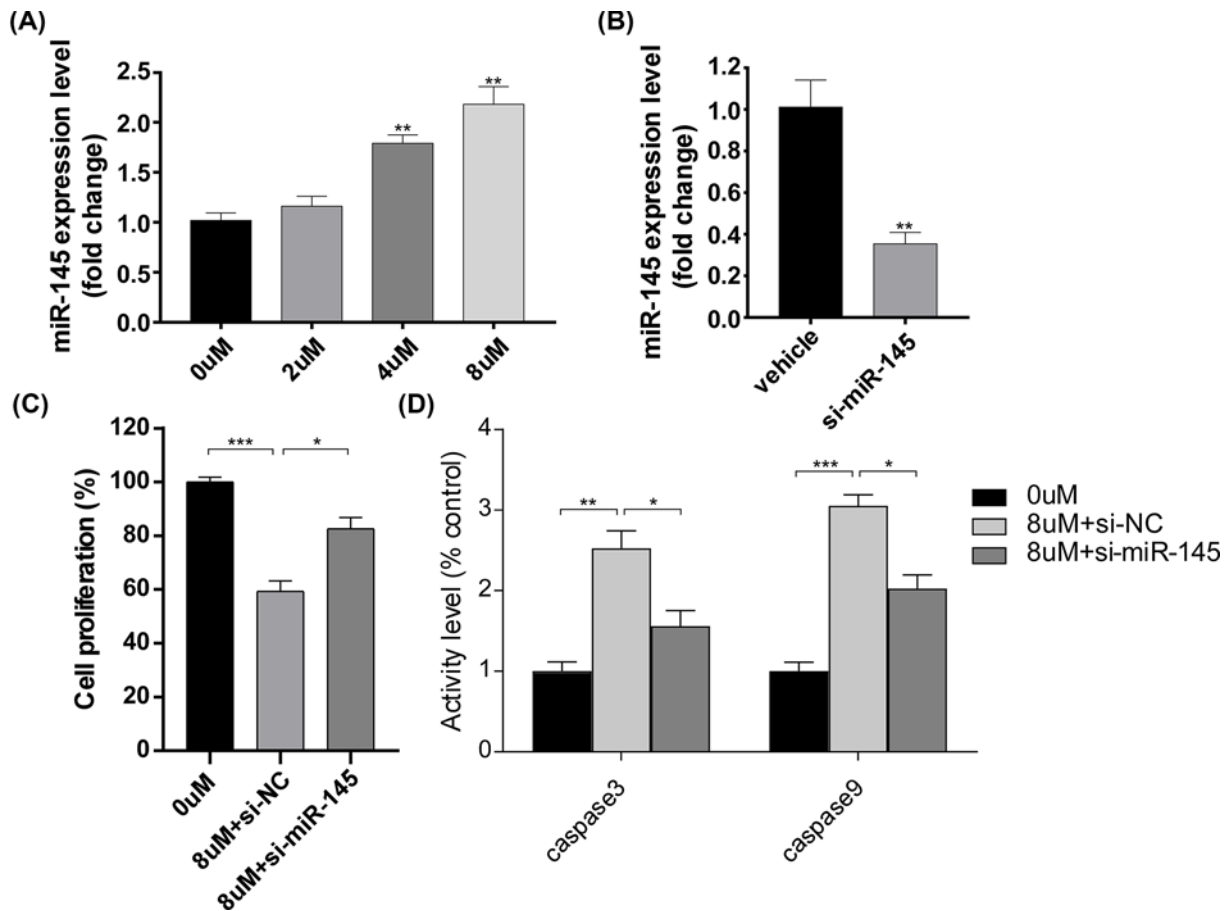 (A)
miR-145 expression level
(fold change)
2.5
2.0
1.5
1.0
0.5
0.0
**
**
0uM
2uM
4uM
8uM
(B)
miR-145 expression level
(fold change)
1.2
1.0
0.8
0.6
0.4
0.2
0.0
**
vehicle
si-miR-145
(C)
Cell proliferation (%)
120
100
80
60
40
20
0
***
*
0uM
8uM+si-NC
8uM+si-miR-145
(D)
Activity level (% control)
4
3
2
1
0
**
*
***
*
caspase3
caspase9
0uM
8uM+si-NC
8uM+si-miR-145